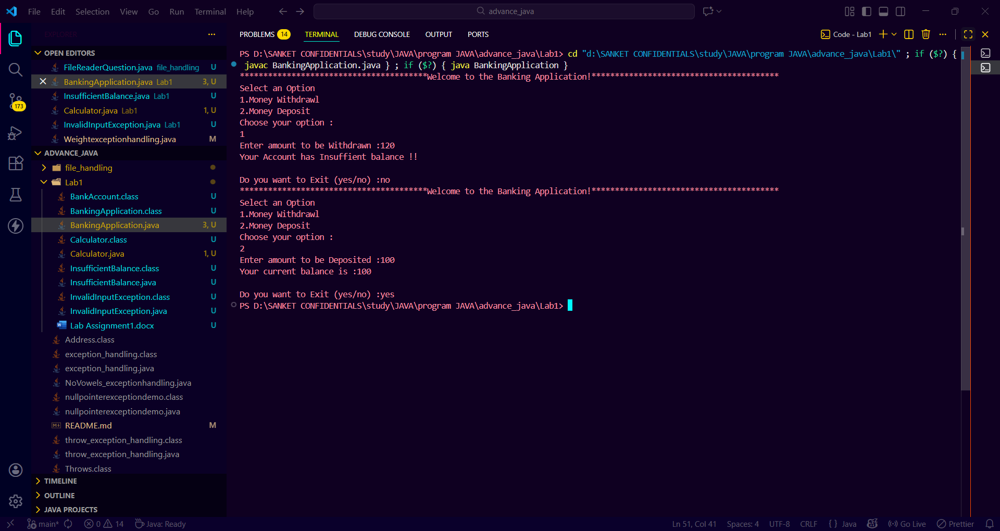 File Edit Selection View Go Run Terminal Help
advance_java
EXPLORER
OPEN EDITORS
FileReaderQuestion.java file_handling U
BankingApplication.java Lab1 3, U
InsufficientBalance.java Lab1 U
Calculator.java Lab1 1, U
InvalidInputException.java Lab1 U
Weightexceptionhandling.java M
ADVANCE_JAVA
file_handling
Lab1
BankAccount.class U
BankingApplication.class U
BankingApplication.java 3, U
Calculator.class U
Calculator.java 1, U
InsufficientBalance.class U
InsufficientBalance.java U
InvalidInputException.class U
InvalidInputException.java U
Lab Assignment1.docx U
Address.class
exception_handling.class
exception_handling.java
NoVowels_exceptionhandling.java
nullpointerexceptiondemo.class
nullpointerexceptiondemo.java
README.md M
throw_exception_handling.class
throw_exception_handling.java
Throws.class
TIMELINE
OUTLINE
JAVA PROJECTS
173
PROBLEMS 14 TERMINAL DEBUG CONSOLE OUTPUT PORTS
Code - Lab1
PS D:\SANKET CONFIDENTIALS\study\JAVA\program JAVA\advance_java\Lab1> cd "d:\SANKET CONFIDENTIALS\study\JAVA\program JAVA\advance_java\Lab1\" ; if ($?) {
javac BankingApplication.java } ; if ($?) { java BankingApplication }
****************************************Welcome to the Banking Application!****************************************
Select an Option
1.Money Withdrawl
2.Money Deposit
Choose your option :
1
Enter amount to be Withdrawn :120
Your Account has Insuffient balance !!
Do you want to Exit (yes/no) :no
****************************************Welcome to the Banking Application!****************************************
Select an Option
1.Money Withdrawl
2.Money Deposit
Choose your option :
2
Enter amount to be Deposited :100
Your current balance is :100
Do you want to Exit (yes/no) :yes
PS D:\SANKET CONFIDENTIALS\study\JAVA\program JAVA\advance_java\Lab1>
main* 0 14 Java: Ready
Ln 51, Col 41 Spaces: 4 UTF-8 CRLF { } Java Go Live Prettier